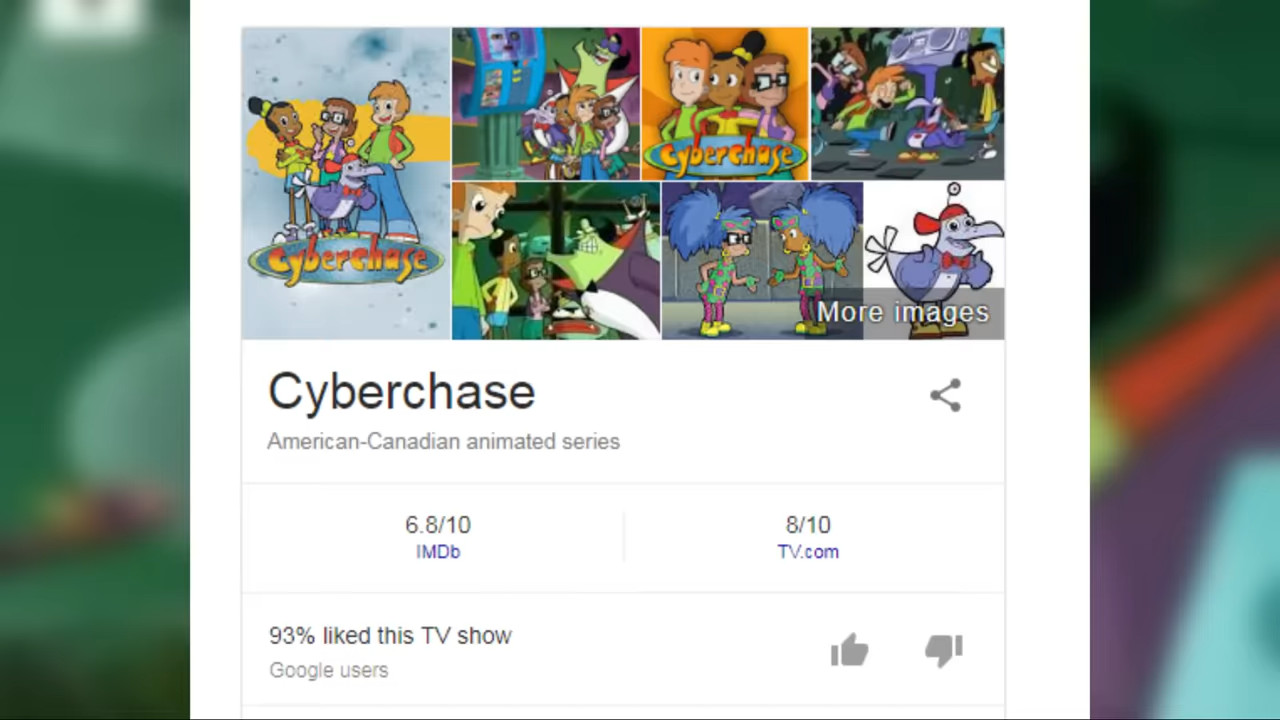 Cyberchase
Cyberchase
More images
Cyberchase
American-Canadian animated series
6.8/10
8/10
IMDb
TV.com
93% liked this TV show
Google users